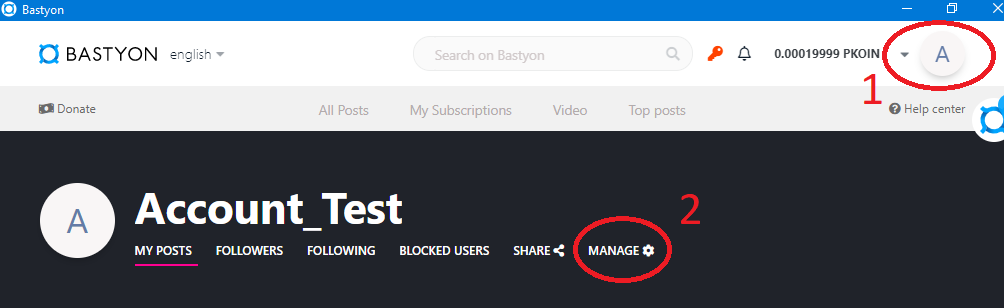 Bastyon
BASTYON english Search on Bastyon 0.00019999 PKOIN A
1
Donate All Posts My Subscriptions Video Top posts Help center
A Account_Test 2
MY POSTS FOLLOWERS FOLLOWING BLOCKED USERS SHARE MANAGE